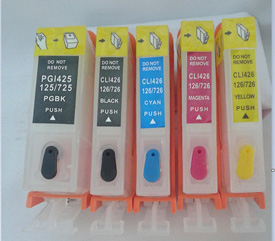 DO NOT
REMOVE
PGI425
125/725
PGBK
PUSH
DO NOT
REMOVE
CLI426
126/726
BLACK
PUSH
DO NOT
REMOVE
CLI426
126/726
CYAN
PUSH
DO NOT
REMOVE
CLI426
126/726
MAGENTA
PUSH
DO NOT
REMOVE
CLI426
126/726
YELLOW
PUSH